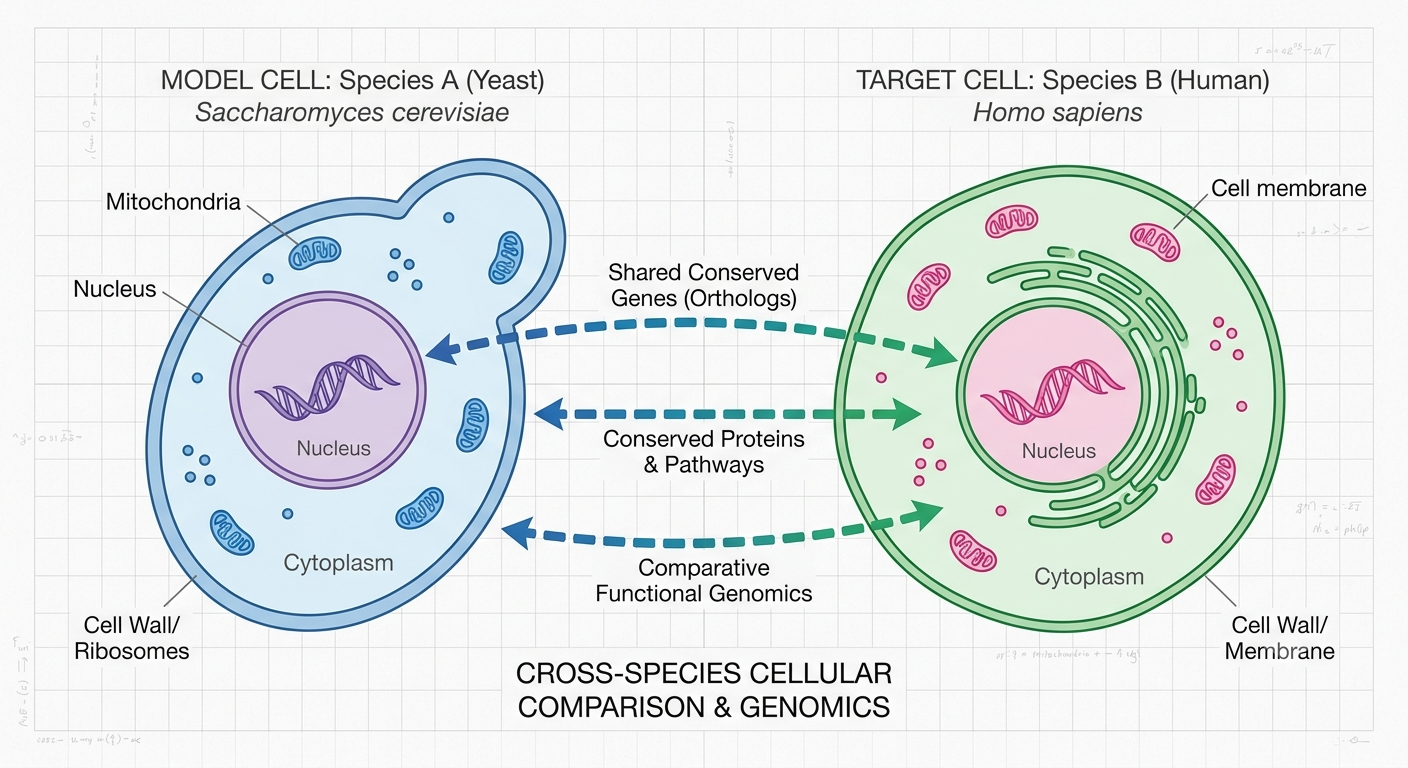 MODEL CELL: Species A (Yeast)
Saccharomyces cerevisiae
TARGET CELL: Species B (Human)
Homo sapiens
Mitochondria
Nucleus
Nucleus
Cytoplasm
Cell Wall/
Ribosomes
Shared Conserved
Genes (Orthologs)
Conserved Proteins
& Pathways
Comparative
Functional Genomics
Cell membrane
Nucleus
Cytoplasm
Cell Wall/
Membrane
CROSS-SPECIES CELLULAR
COMPARISON & GENOMICS